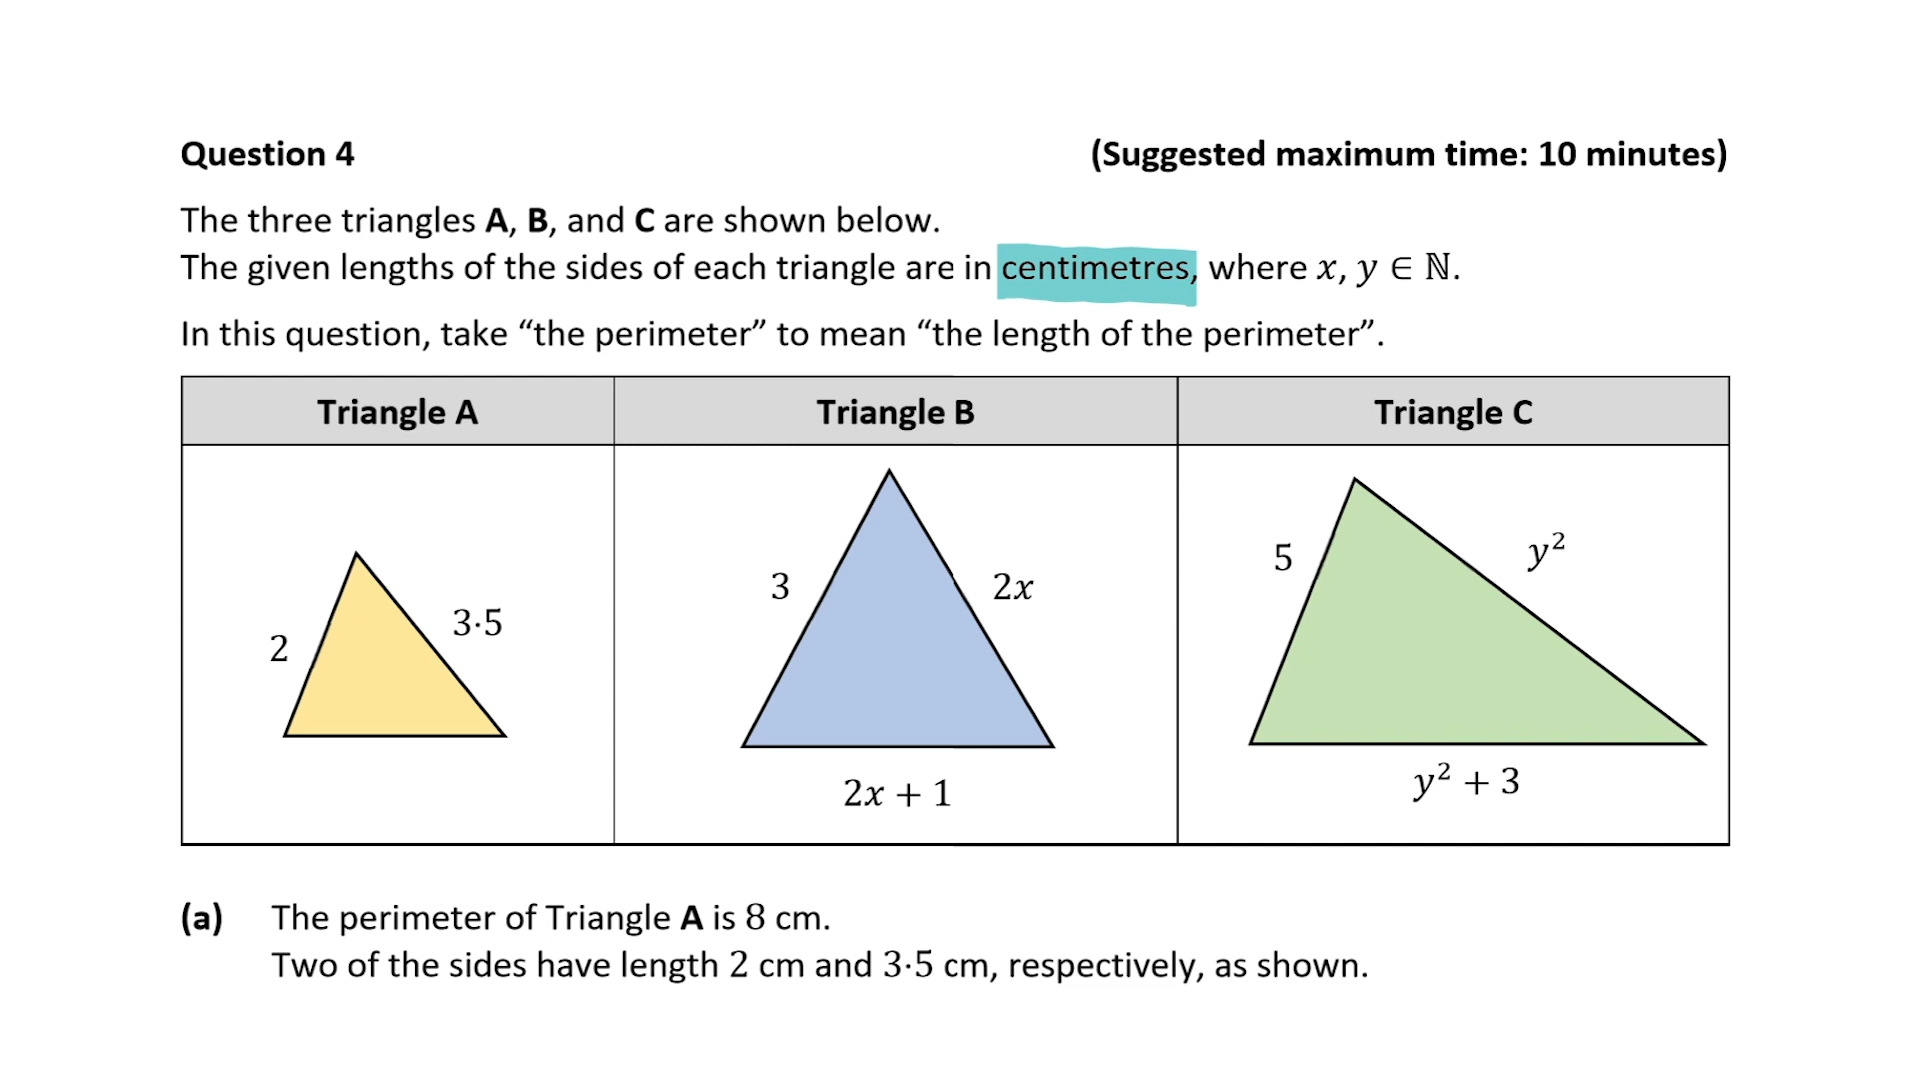 Question 4 (Suggested maximum time: 10 minutes)
The three triangles A, B, and C are shown below.
The given lengths of the sides of each triangle are in centimetres, where x, y ∈ ℕ.
In this question, take “the perimeter” to mean “the length of the perimeter”.
Triangle A Triangle B Triangle C
2 3·5
3 2x
2x + 1
5 y²
y² + 3
(a) The perimeter of Triangle A is 8 cm.
Two of the sides have length 2 cm and 3·5 cm, respectively, as shown.